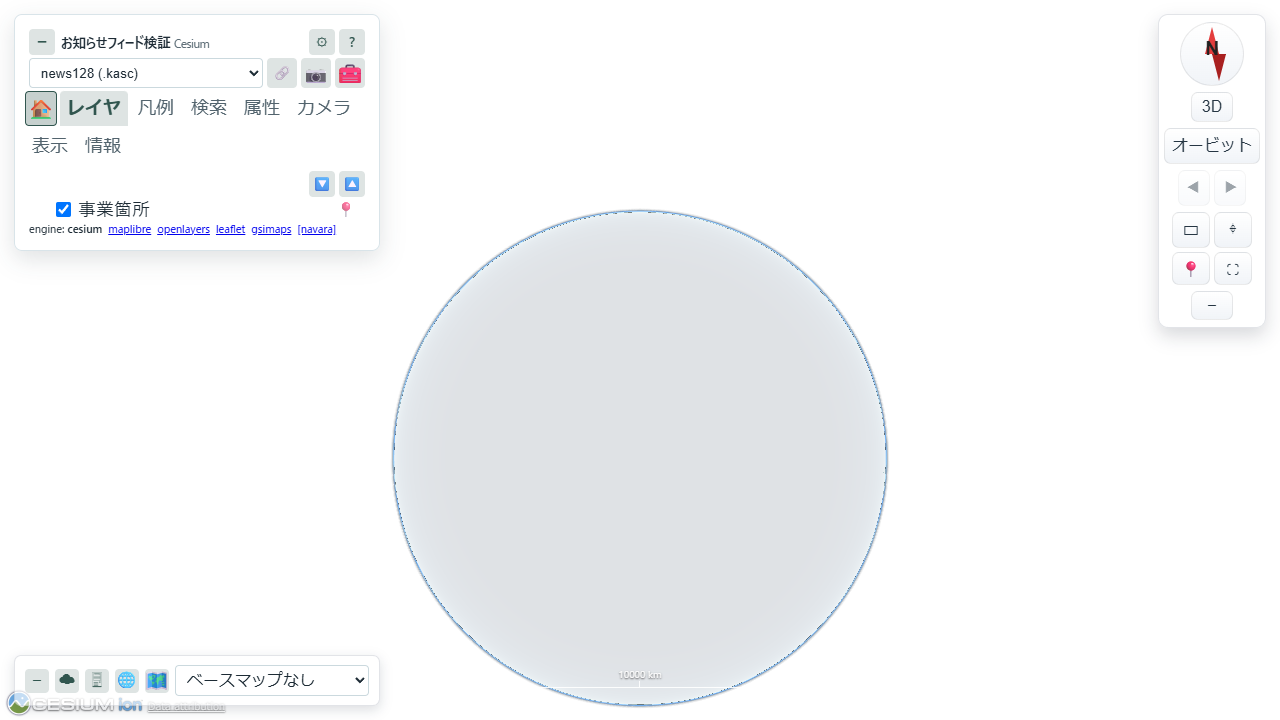 − お知らせフィード検証 Cesium ?
news128 (.kasc)
レイヤ 凡例 検索 属性 カメラ
表示 情報
事業箇所
engine: cesium maplibre openlayers leaflet gsimaps [navara]
N
3D
オービット
−
10000 km
− ベースマップなし
CESIUM ion Data attribution